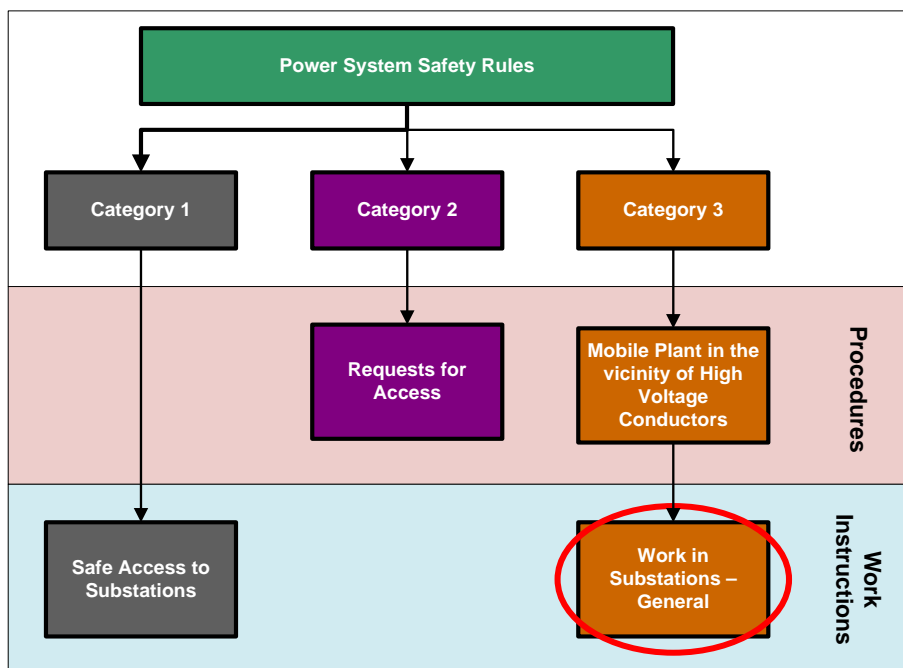 Power System Safety Rules
Category 1
Category 2
Category 3
Requests for
Access
Mobile Plant in the
vicinity of High
Voltage
Conductors
Procedures
Safe Access to
Substations
Work in
Substations –
General
Work
Instructions